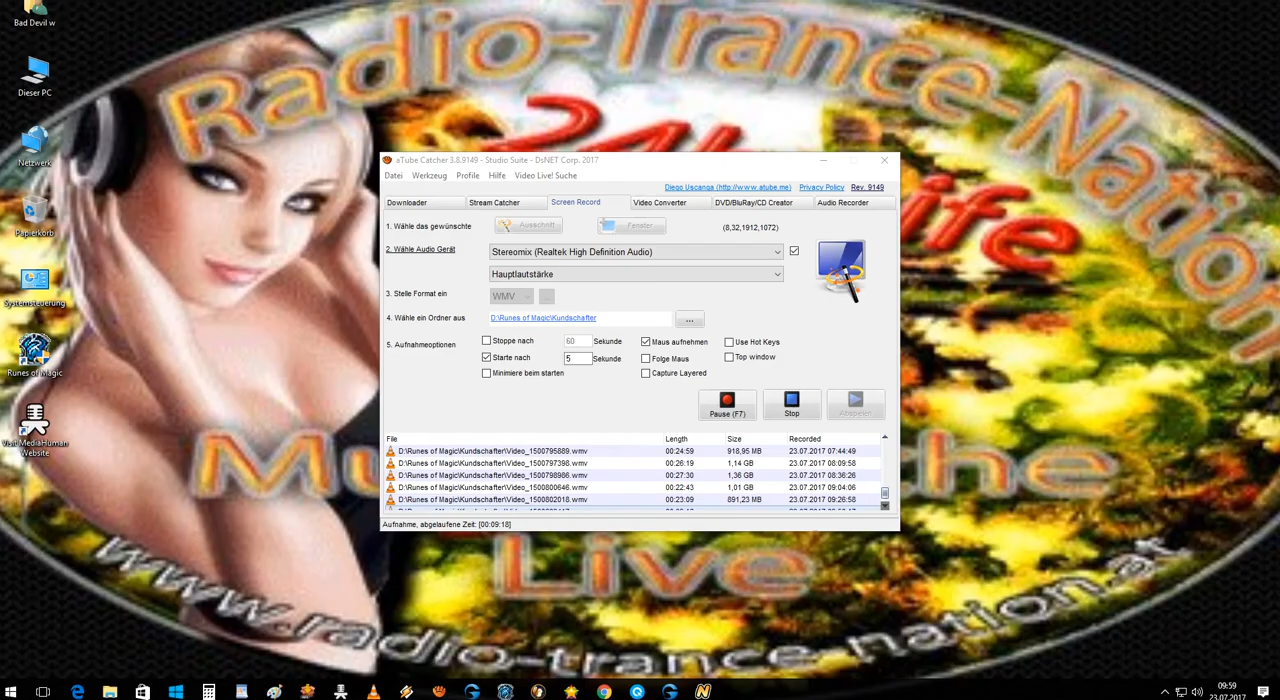 Radio-Trance-Nation
24h
life
Mu
che
Live
www.radio-trance-nation.at
Bad Devil w
Dieser PC
Netzwerk
Papierkorb
Systemsteuerung
Runes of Magic
Visit MediaHuman
Website
aTube Catcher 3.8.9149 - Studio Suite - DsNET Corp. 2017
Datei Werkzeug Profile Hilfe Video Live! Suche
Diego Uscanga (http://www.atube.me) Privacy Policy Rev. 9149
Downloader Stream Catcher Screen Record Video Converter DVD/BluRay/CD Creator Audio Recorder
1. Wähle das gewünschte Ausschnitt Fenster (8,32,1912,1072)
2. Wähle Audio Gerät Stereomix (Realtek High Definition Audio)
Hauptlautstärke
3. Stelle Format ein WMV ...
4. Wähle ein Ordner aus D:\Runes of Magic\Kundschafter ...
5. Aufnahmeoptionen Stoppe nach 60 Sekunde Maus aufnehmen Use Hot Keys
Starte nach 5 Sekunde Folge Maus Top window
Minimiere beim starten Capture Layered
Pause (F7) Stop Abspielen
File Length Size Recorded
D:\Runes of Magic\Kundschafter\Video_1500795889.wmv 00:24:59 918,95 MB 23.07.2017 07:44:49
D:\Runes of Magic\Kundschafter\Video_1500797398.wmv 00:26:19 1,14 GB 23.07.2017 08:09:58
D:\Runes of Magic\Kundschafter\Video_1500798986.wmv 00:27:30 1,36 GB 23.07.2017 08:36:26
D:\Runes of Magic\Kundschafter\Video_1500800646.wmv 00:22:43 1,01 GB 23.07.2017 09:04:06
D:\Runes of Magic\Kundschafter\Video_1500802018.wmv 00:23:09 891,23 MB 23.07.2017 09:26:58
Aufnahme, abgelaufene Zeit: [00:09:18]
09:59
23.07.2017